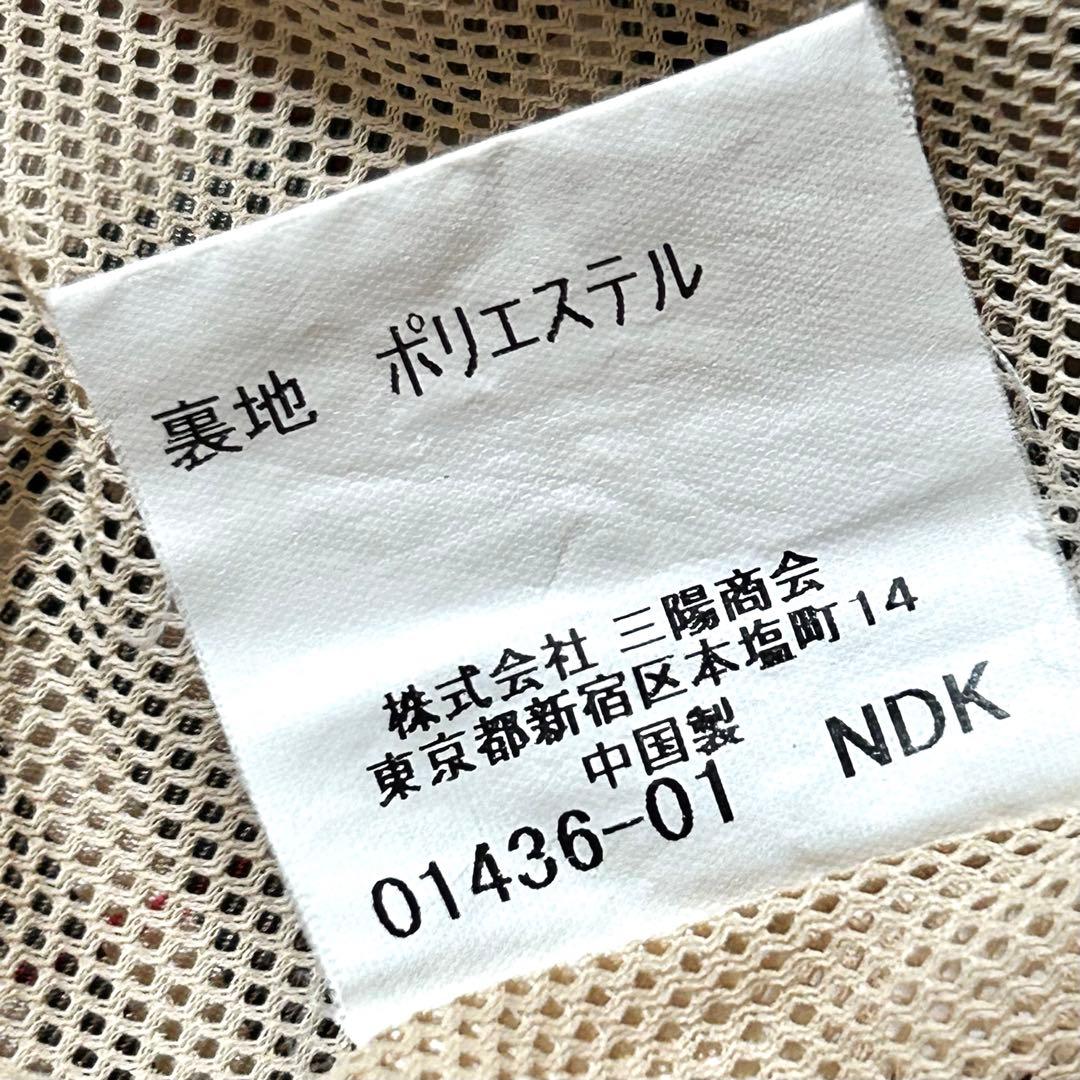 裏地　ポリエステル
株式会社 三陽商会
東京都新宿区本塩町14
中国製
NDK
01436-01